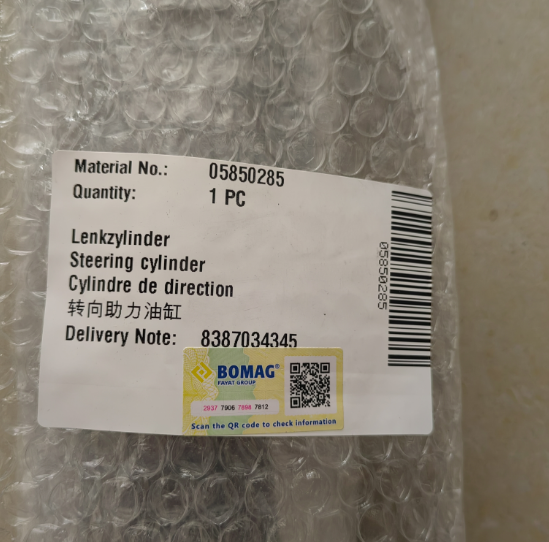 Material No.: 05850285
Quantity: 1 PC
Lenkzylinder
Steering cylinder
Cylindre de direction
转向助力油缸
Delivery Note: 8387034345
05850285
BOMAG®
FAYAT GROUP
2937 7906 7898 7812
Scan the QR code to check information